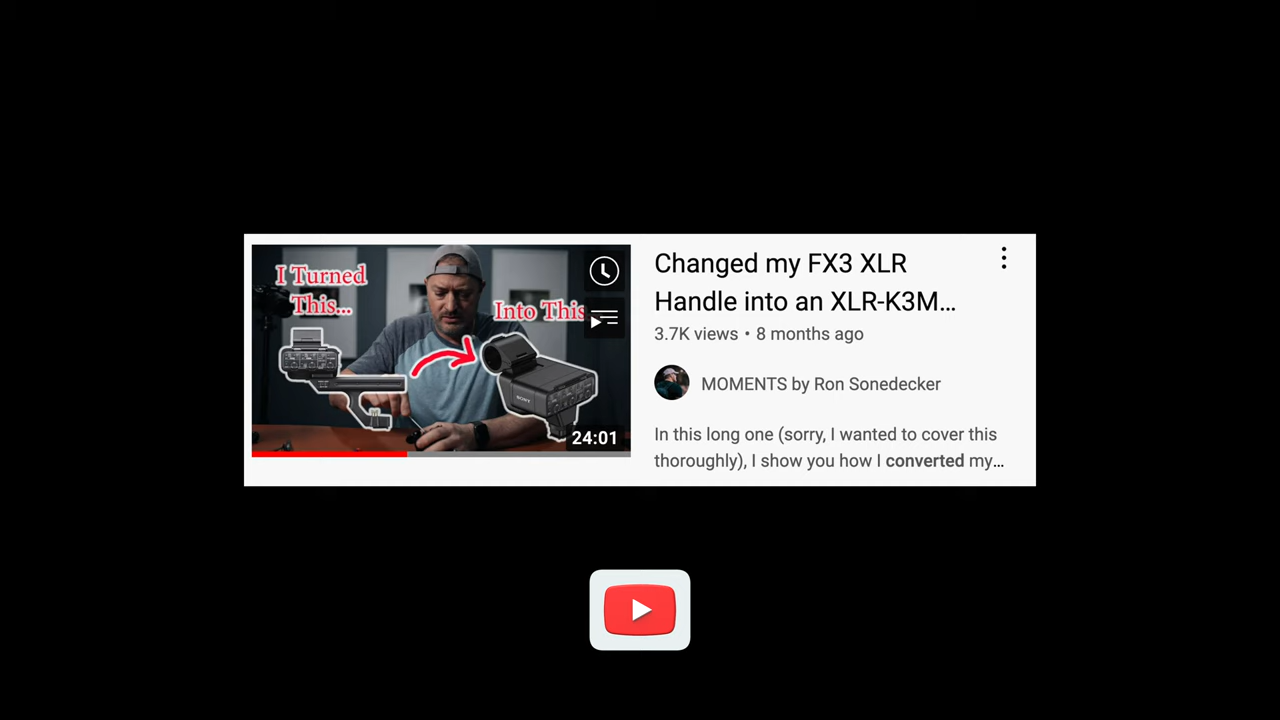 I Turned
This...
Into This
SONY
24:01
Changed my FX3 XLR
Handle into an XLR-K3M...
3.7K views • 8 months ago
MOMENTS by Ron Sonedecker
In this long one (sorry, I wanted to cover this
thoroughly), I show you how I converted my...